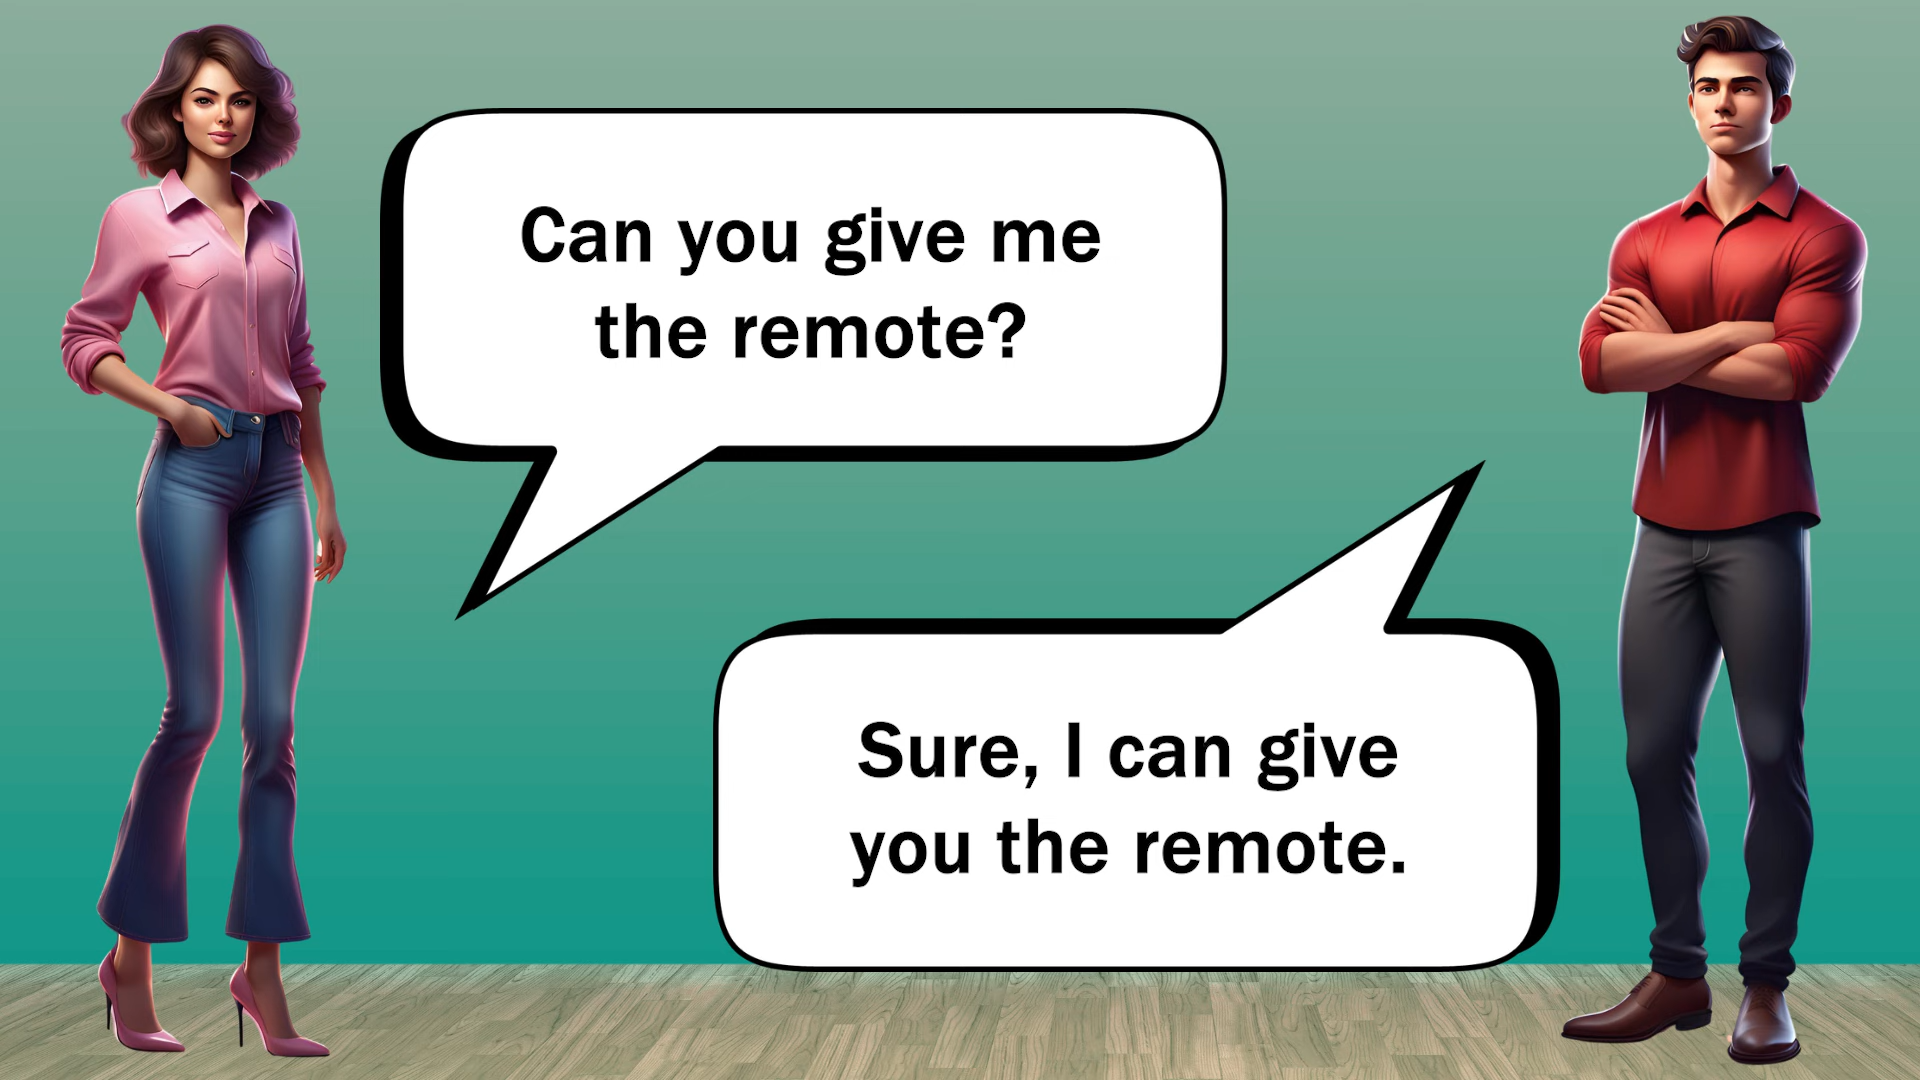 Can you give me
the remote?
Sure, I can give
you the remote.